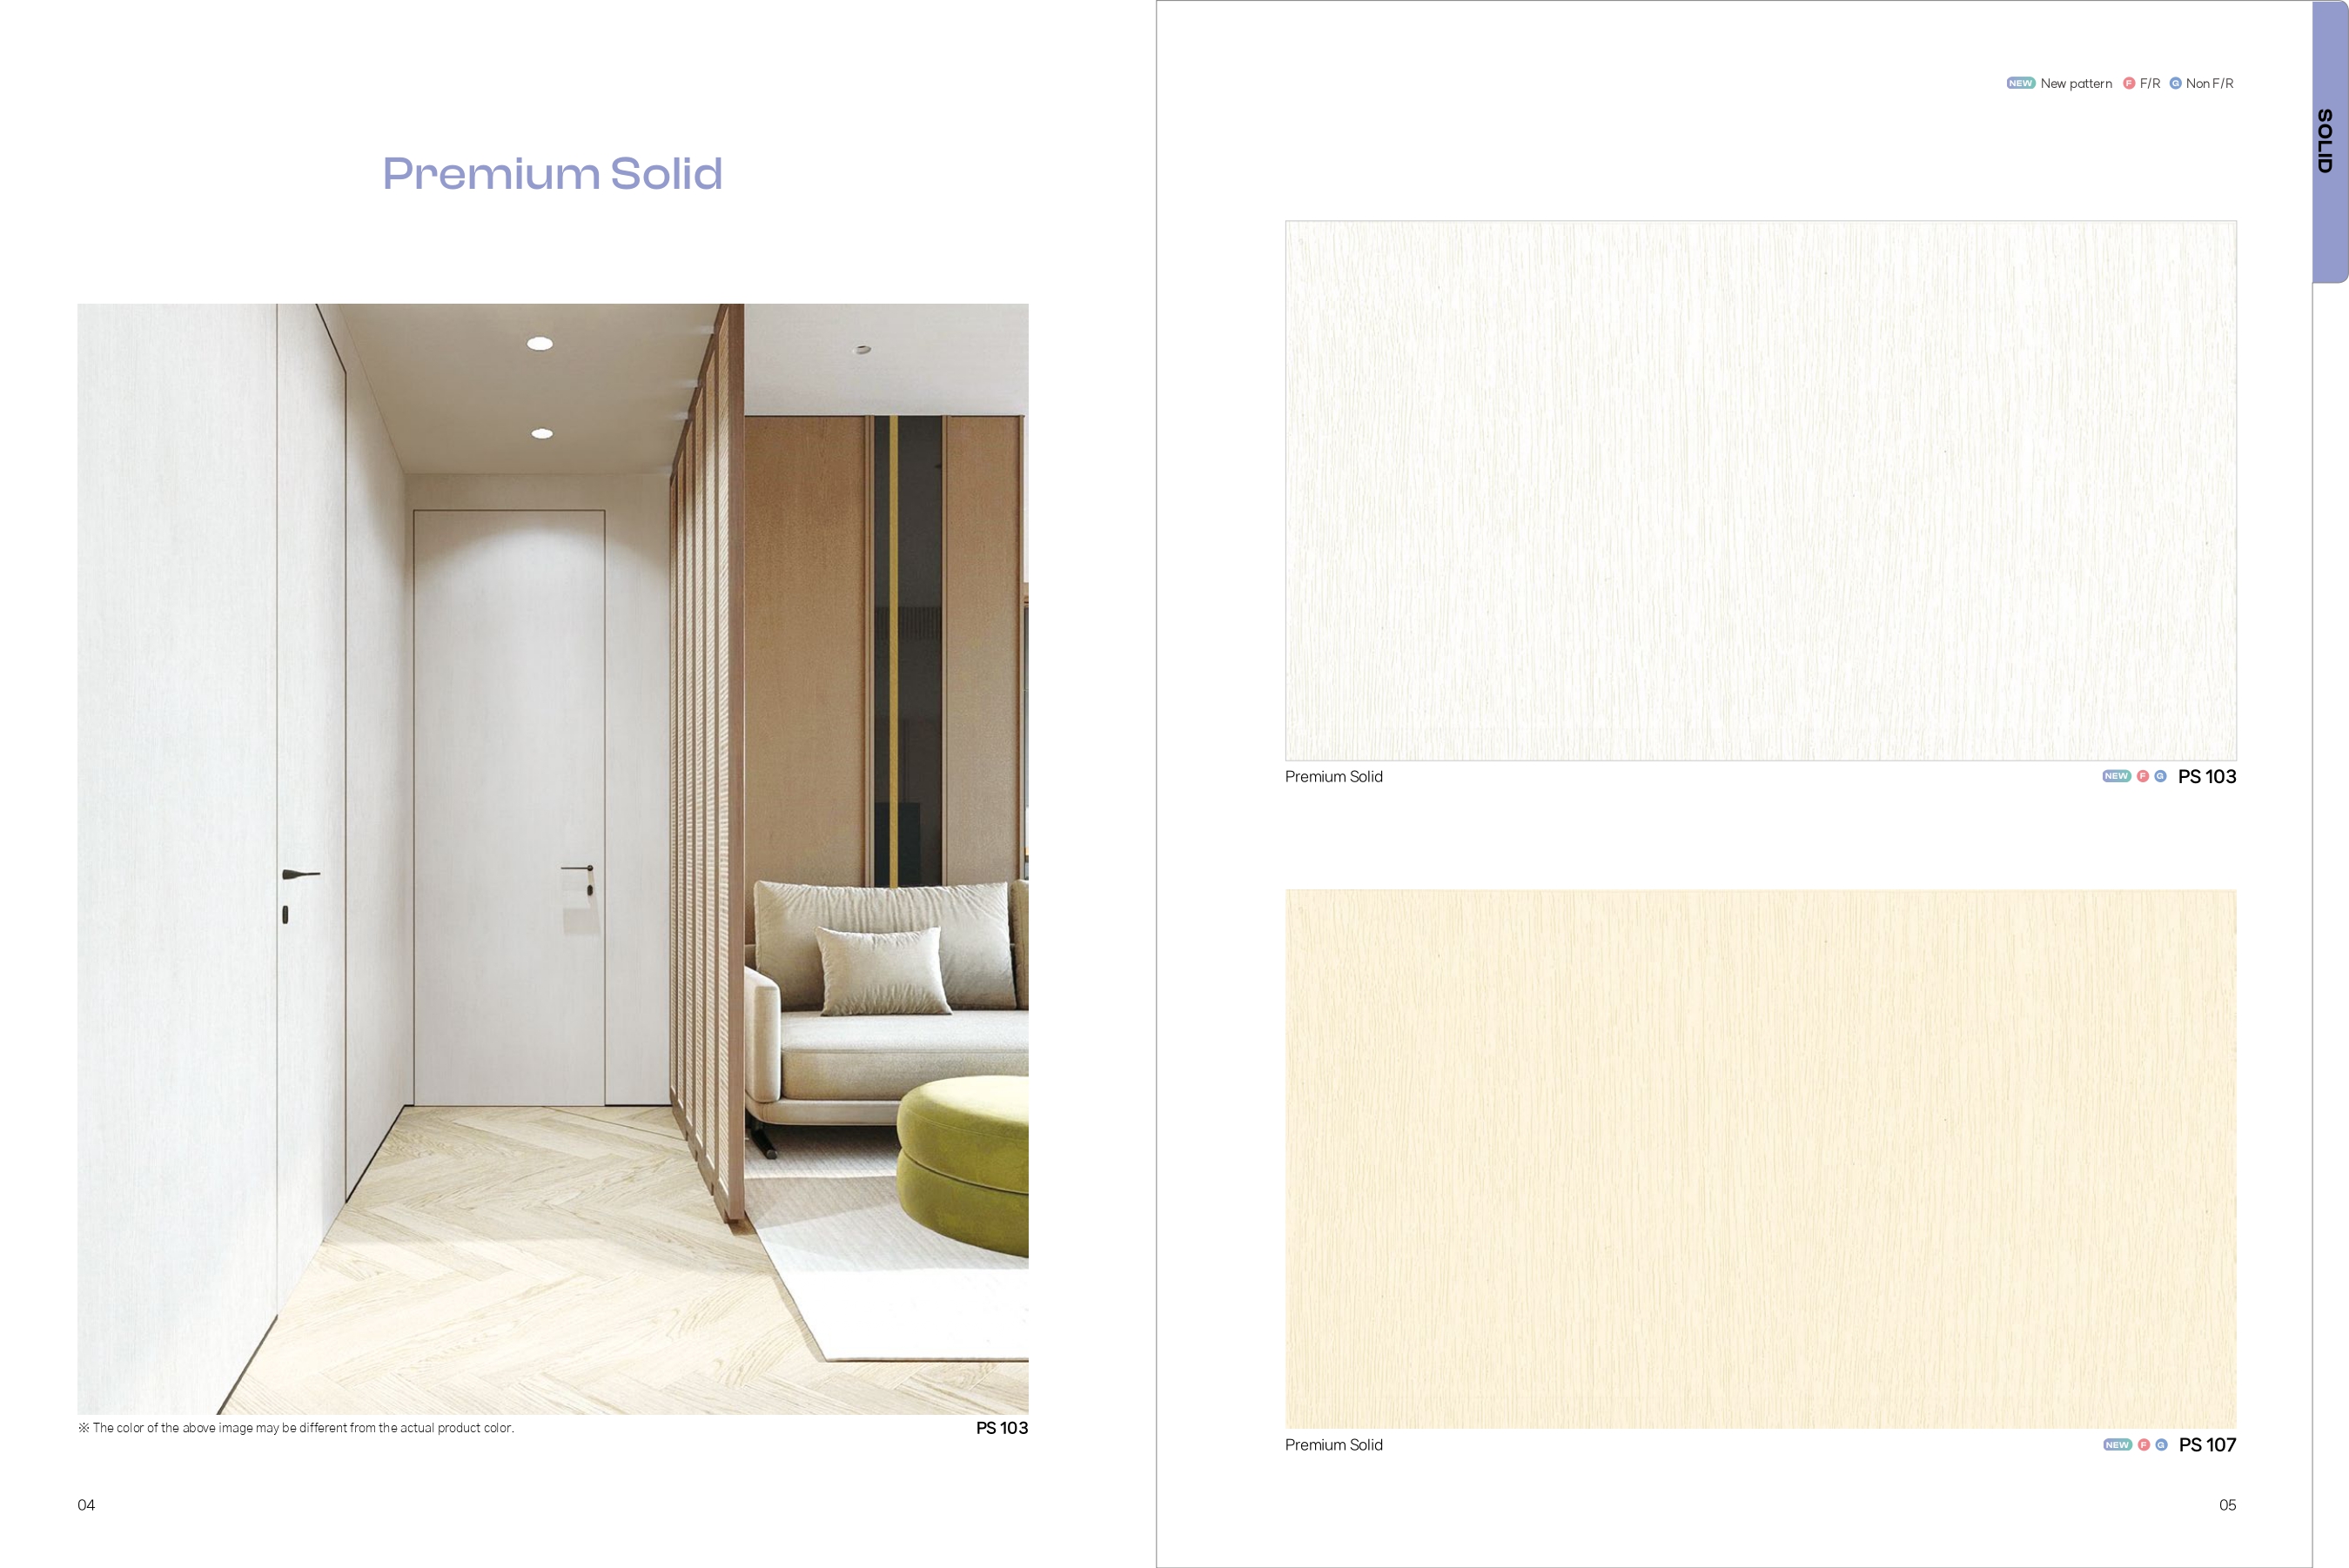 Premium Solid
※ The color of the above image may be different from the actual product color.
PS 103
04
NEW New pattern F F/R G Non F/R
SOLID
Premium Solid
NEW F G PS 103
Premium Solid
NEW F G PS 107
05